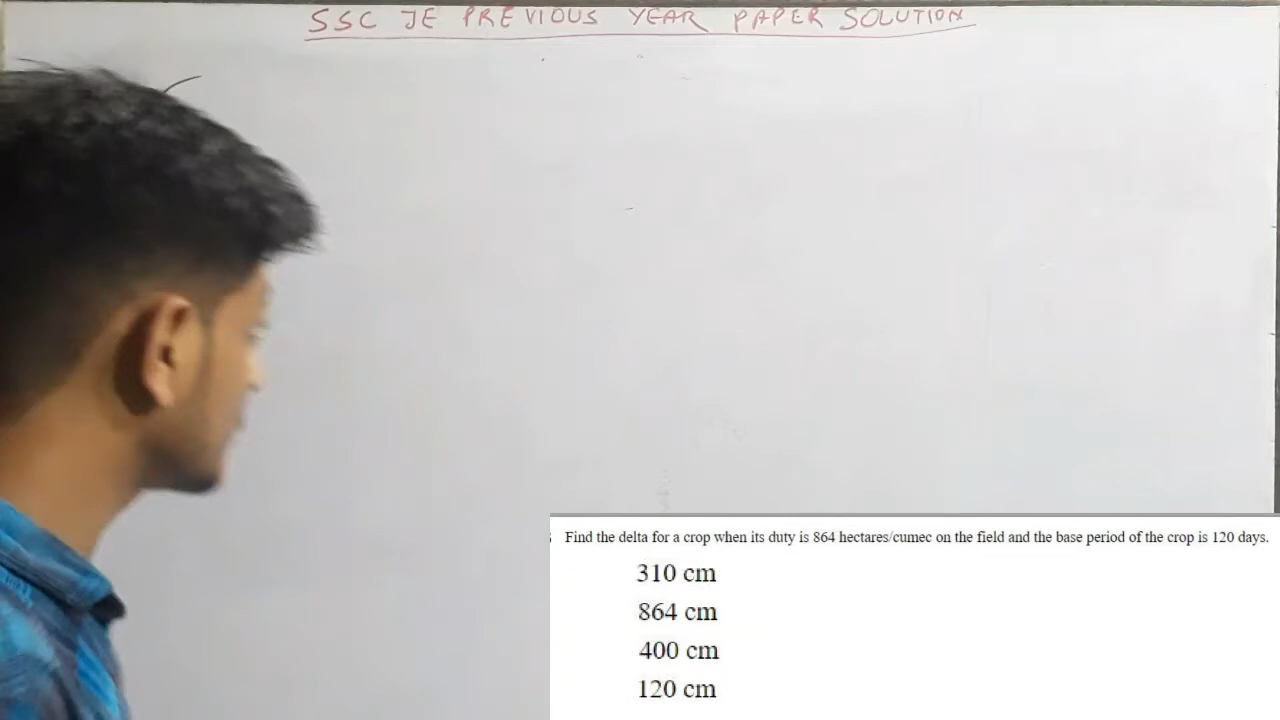 SSC JE PREVIOUS YEAR PAPER SOLUTION
Find the delta for a crop when its duty is 864 hectares/cumec on the field and the base period of the crop is 120 days.
310 cm
864 cm
400 cm
120 cm